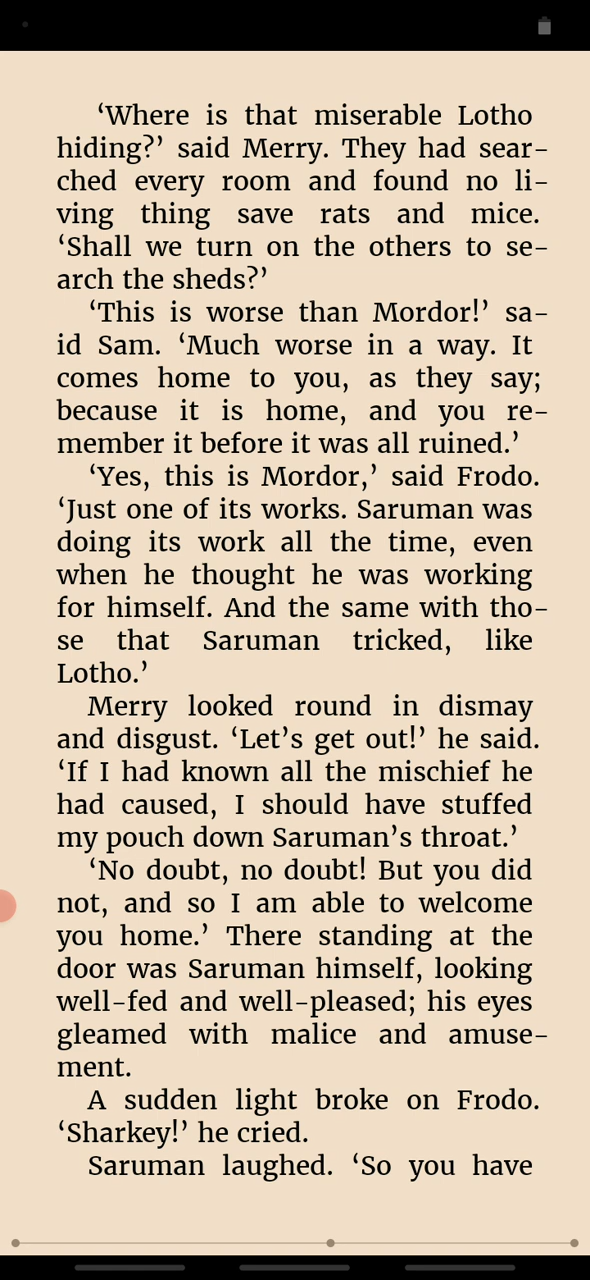 ‘Where is that miserable Lotho
hiding?’ said Merry. They had sear-
ched every room and found no li-
ving thing save rats and mice.
‘Shall we turn on the others to se-
arch the sheds?’
‘This is worse than Mordor!’ sa-
id Sam. ‘Much worse in a way. It
comes home to you, as they say;
because it is home, and you re-
member it before it was all ruined.’
‘Yes, this is Mordor,’ said Frodo.
‘Just one of its works. Saruman was
doing its work all the time, even
when he thought he was working
for himself. And the same with tho-
se that Saruman tricked, like
Lotho.’
Merry looked round in dismay
and disgust. ‘Let’s get out!’ he said.
‘If I had known all the mischief he
had caused, I should have stuffed
my pouch down Saruman’s throat.’
‘No doubt, no doubt! But you did
not, and so I am able to welcome
you home.’ There standing at the
door was Saruman himself, looking
well-fed and well-pleased; his eyes
gleamed with malice and amuse-
ment.
A sudden light broke on Frodo.
‘Sharkey!’ he cried.
Saruman laughed. ‘So you have